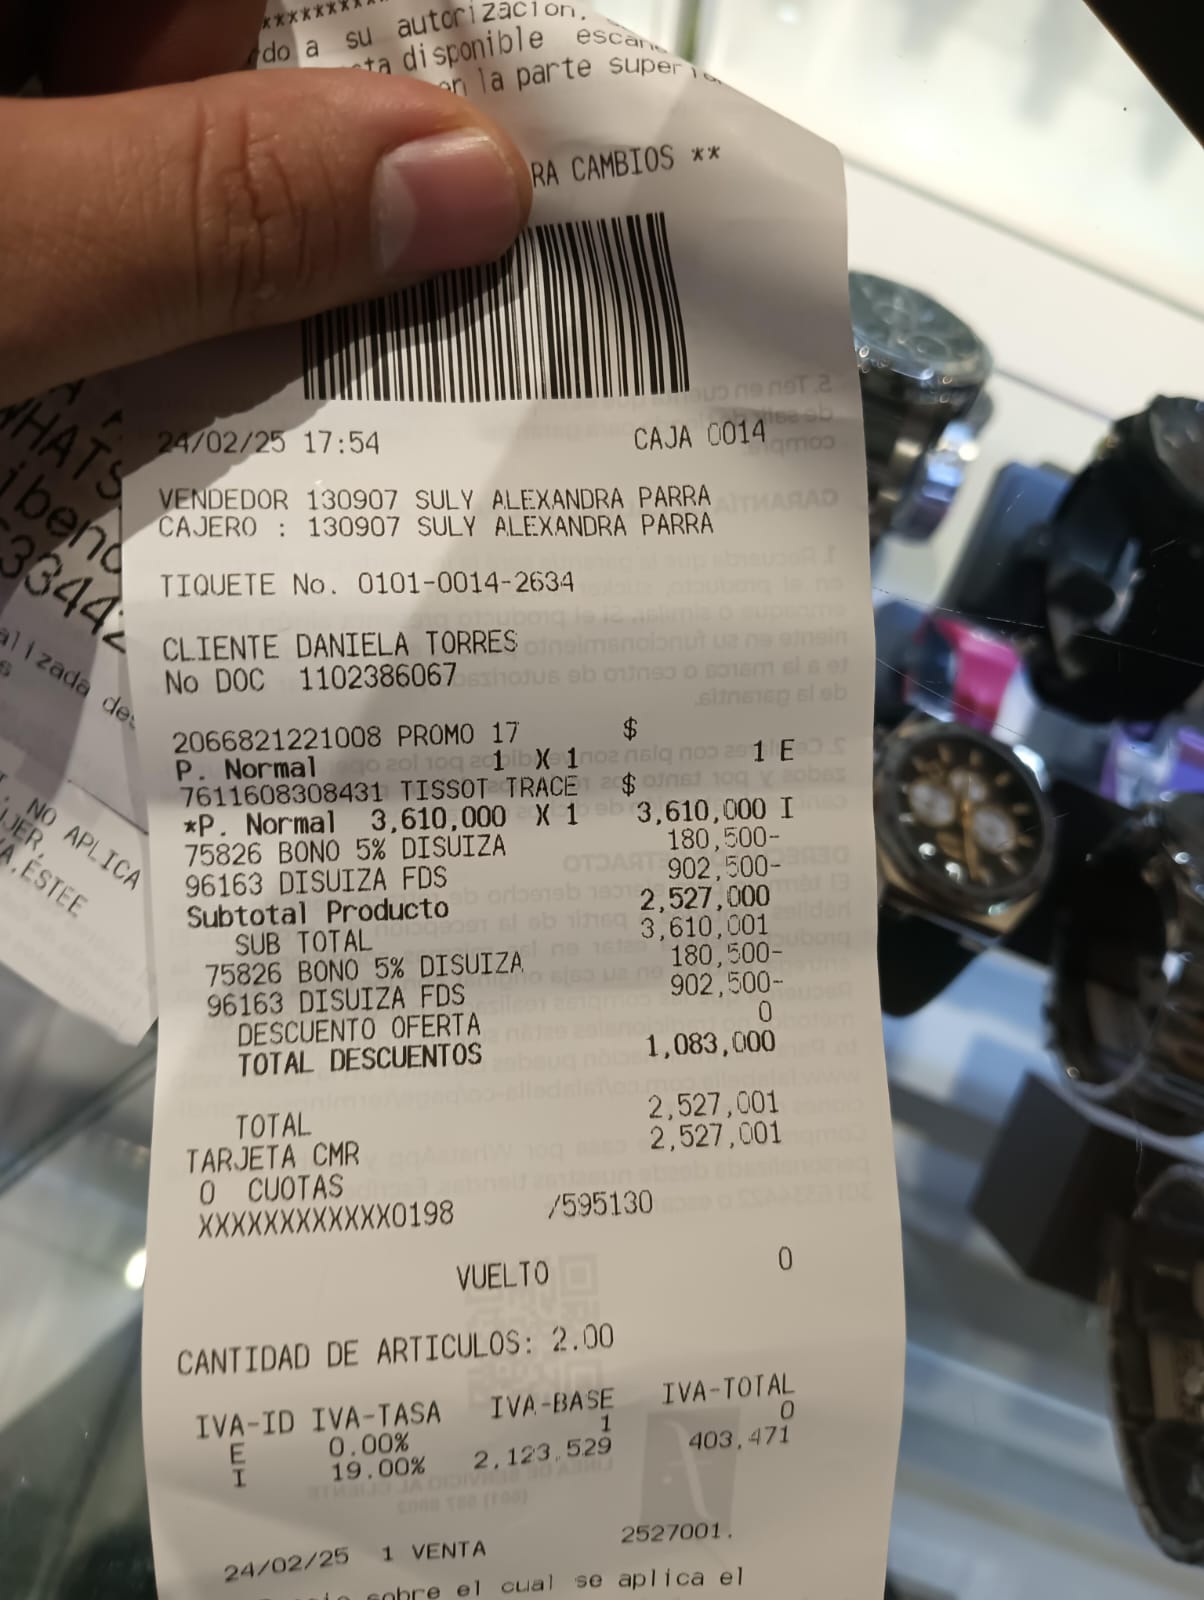 do a su autorización.
disponible
en la parte
RA CAMBIOS **
24/02/25 17:54 CAJA 0014
VENDEDOR 130907 SULY ALEXANDRA PARRA
CAJERO : 130907 SULY ALEXANDRA PARRA
TIQUETE No. 0101-0014-2634
CLIENTE DANIELA TORRES
No DOC 1102386067
2066821221008 PROMO 17 $
P. Normal 1 X 1 1 E
7611608308431 TISSOT TRACE $
*P. Normal 3,610,000 X 1 3,610,000 I
75826 BONO 5% DISUIZA 180,500-
96163 DISUIZA FDS 902,500-
Subtotal Producto 2,527,000
SUB TOTAL 3,610,001
75826 BONO 5% DISUIZA 180,500-
96163 DISUIZA FDS 902,500-
DESCUENTO OFERTA 0
TOTAL DESCUENTOS 1,083,000
TOTAL 2,527,001
TARJETA CMR 2,527,001
0 CUOTAS
XXXXXXXXXXXX0198 /595130
VUELTO 0
CANTIDAD DE ARTICULOS: 2.00
IVA-ID IVA-TASA IVA-BASE IVA-TOTAL
E 0.00% 1 0
I 19.00% 2,123,529 403,471
24/02/25 1 VENTA 2527001.
sobre el cual se aplica el
NO APLICA
ÉSTEE